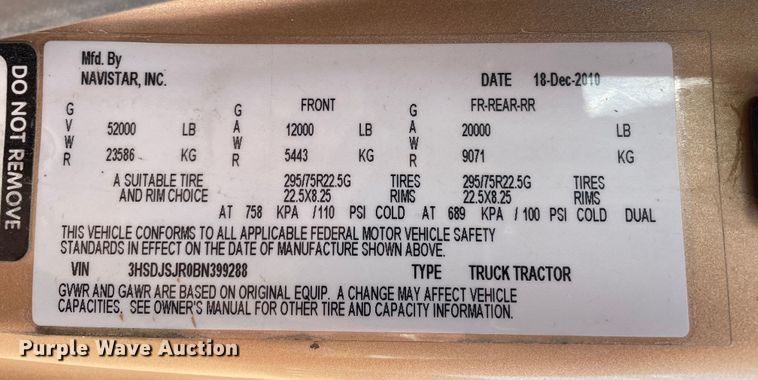 DO NOT REMOVE
Mfd. By
NAVISTAR, INC. DATE 18-Dec-2010
GVWR GAWR FRONT GAWR FR-REAR-RR
52000 LB 12000 LB 20000 LB
23586 KG 5443 KG 9071 KG
A SUITABLE TIRE 295/75R22.5G TIRES 295/75R22.5G TIRES
AND RIM CHOICE 22.5X8.25 RIMS 22.5X8.25 RIMS
AT 758 KPA /110 PSI COLD AT 689 KPA / 100 PSI COLD DUAL
THIS VEHICLE CONFORMS TO ALL APPLICABLE FEDERAL MOTOR VEHICLE SAFETY
STANDARDS IN EFFECT ON THE DATE OF MANUFACTURE SHOWN ABOVE.
VIN 3HSDJSJR0BN399288 TYPE TRUCK TRACTOR
GVWR AND GAWR ARE BASED ON ORIGINAL EQUIP. A CHANGE MAY AFFECT VEHICLE
CAPACITIES, SEE OWNER'S MANUAL FOR OTHER TIRE AND CAPACITY INFORMATION.
Purple Wave Auction